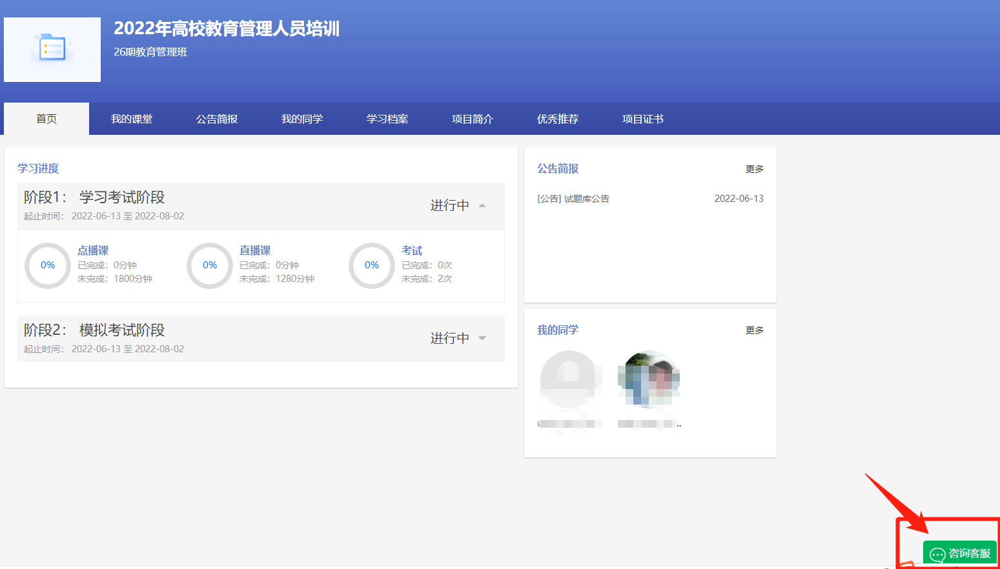 2022年高校教育管理人员培训
26期教育管理班
首页
我的课堂
公告简报
我的同学
学习档案
项目简介
优秀推荐
项目证书
学习进度
阶段1： 学习考试阶段
起止时间： 2022-06-13 至 2022-08-02
进行中
0%
点播课
已完成：0分钟
未完成：1800分钟
0%
直播课
已完成：0分钟
未完成：1280分钟
0%
考试
已完成：0次
未完成：2次
阶段2： 模拟考试阶段
起止时间： 2022-06-13 至 2022-08-02
进行中
公告简报
更多
[公告] 试题库公告
2022-06-13
我的同学
更多
咨询客服